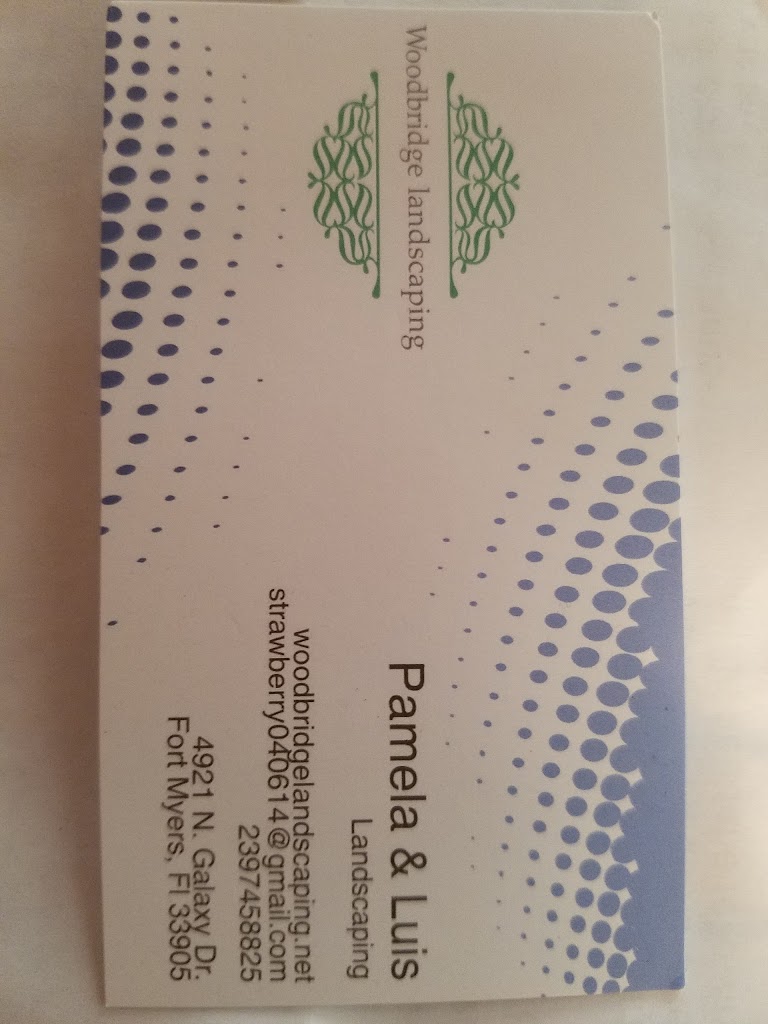 Woodbridge landscaping
Pamela & Luis
Landscaping
woodbridgelandscaping.net
strawberry040614@gmail.com
2397458825
4921 N. Galaxy Dr.
Fort Myers, Fl 33905